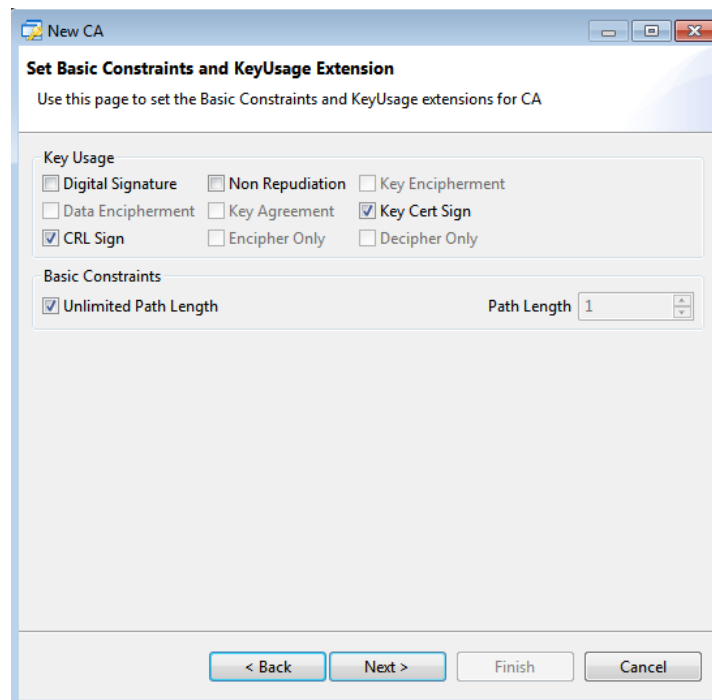 New CA
Set Basic Constraints and KeyUsage Extension
Use this page to set the Basic Constraints and KeyUsage extensions for CA
Key Usage
Digital Signature Non Repudiation Key Encipherment
Data Encipherment Key Agreement Key Cert Sign
CRL Sign Encipher Only Decipher Only
Basic Constraints
Unlimited Path Length Path Length 1
< Back Next > Finish Cancel